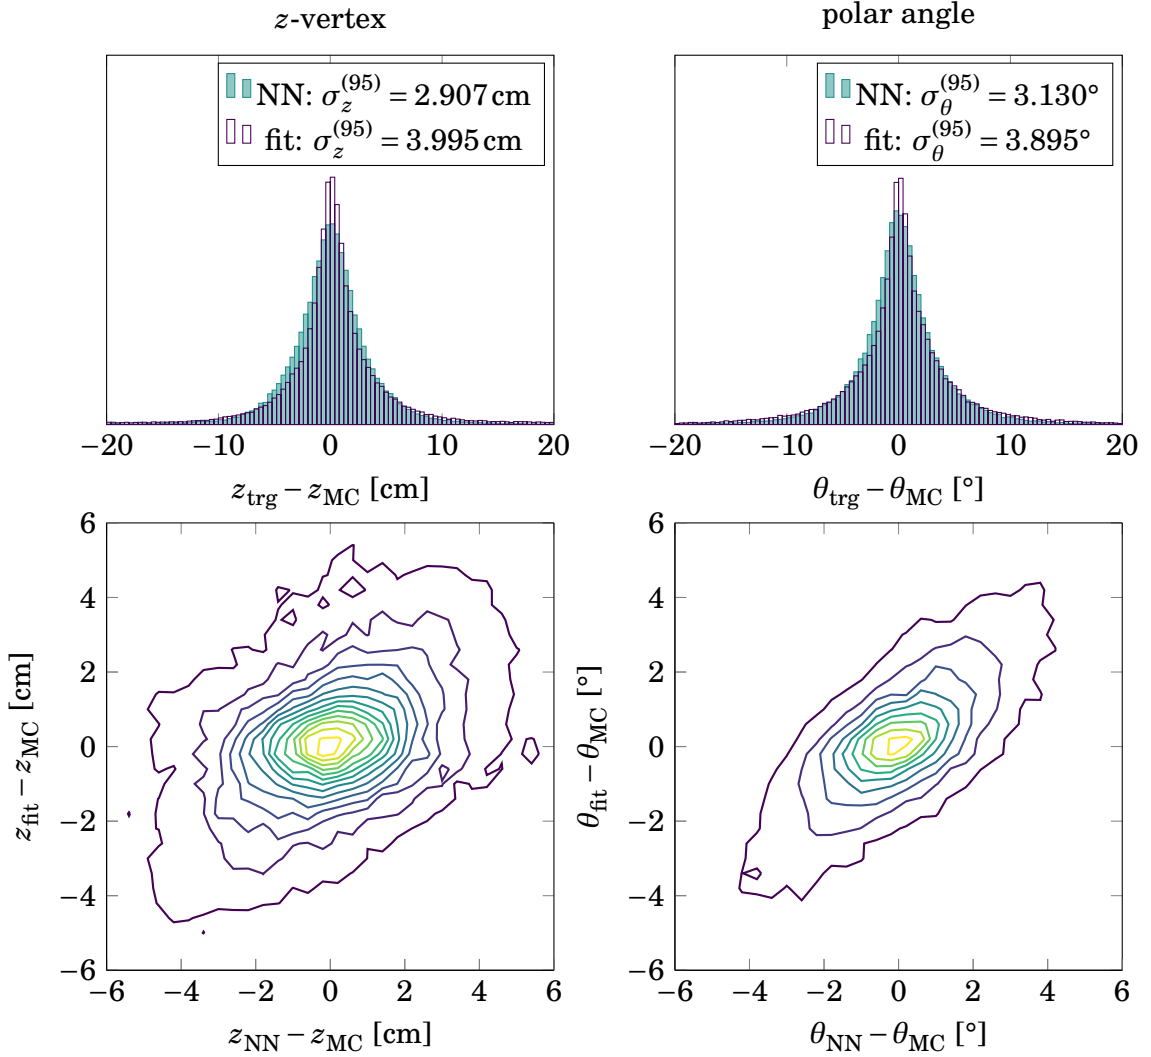 z-vertex
polar angle
NN: σ_z^(95) = 2.907 cm
fit: σ_z^(95) = 3.995 cm
NN: σ_θ^(95) = 3.130°
fit: σ_θ^(95) = 3.895°
−20 −10 0 10 20
−20 −10 0 10 20
z_trg − z_MC [cm]
θ_trg − θ_MC [°]
6
4
2
0
−2
−4
−6
z_fit − z_MC [cm]
−6 −4 −2 0 2 4 6
z_NN − z_MC [cm]
6
4
2
0
−2
−4
−6
θ_fit − θ_MC [°]
−6 −4 −2 0 2 4 6
θ_NN − θ_MC [°]